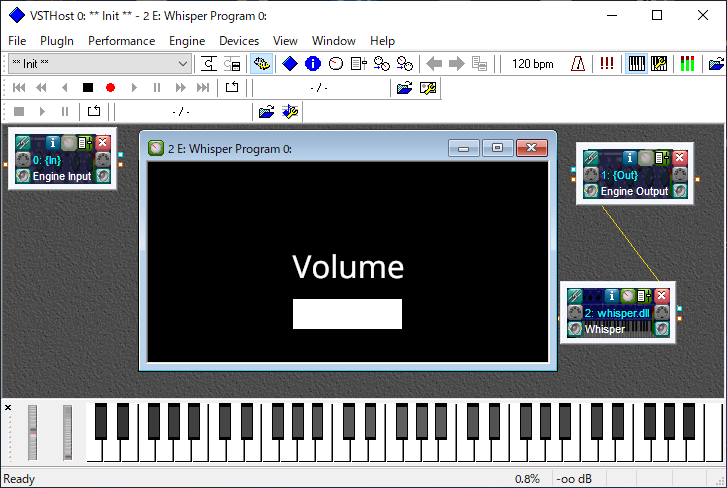 VSTHost 0: ** Init ** - 2 E: Whisper Program 0:
File PlugIn Performance Engine Devices View Window Help
** Init ** 120 bpm
- / -
- / -
2 E: Whisper Program 0:
0: {In}
Engine Input
1: {Out}
Engine Output
Volume
2: whisper.dll
Whisper
Ready 0.8% -oo dB